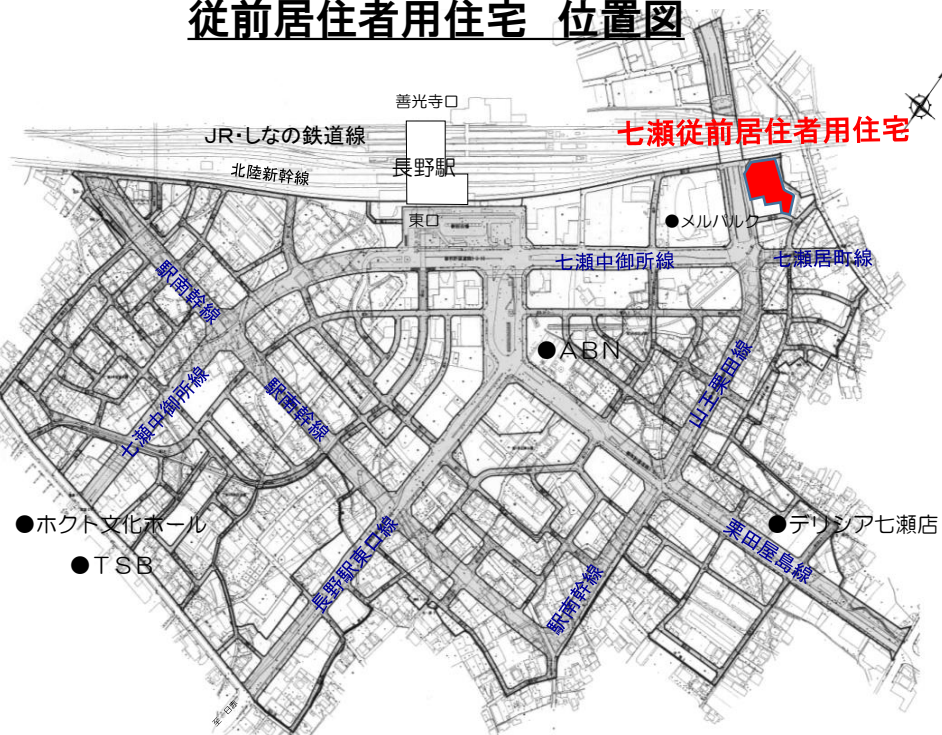 従前居住者用住宅 位置図
善光寺口
JR・しなの鉄道線
七瀬従前居住者用住宅
長野駅
北陸新幹線
東口
●メルパルク
七瀬中御所線
七瀬居町線
駅南幹線
●ABN
山王栗田線
七瀬中御所線
駅南幹線
●ホクト文化ホール
●TSB
長野駅東口線
●デリシア七瀬店
栗田屋島線
駅南幹線
至 日赤